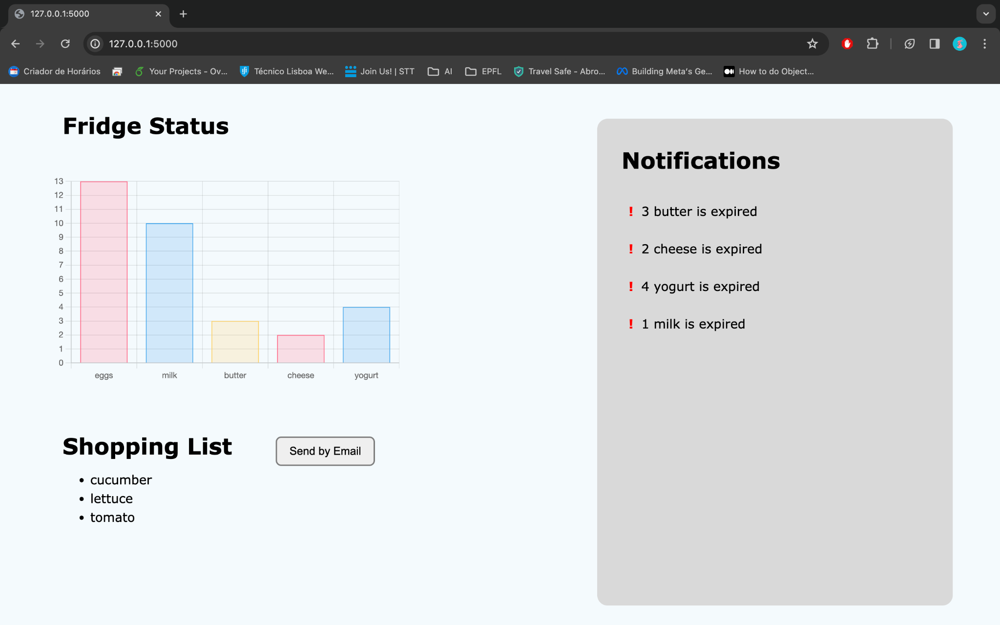 127.0.0.1:5000
127.0.0.1:5000
Criador de Horários Your Projects - Ov... Técnico Lisboa We... Join Us! | STT AI EPFL Travel Safe - Abro... Building Meta's Ge... How to do Object...
Fridge Status
13
12
11
10
9
8
7
6
5
4
3
2
1
0
eggs milk butter cheese yogurt
Shopping List
Send by Email
• cucumber
• lettuce
• tomato
Notifications
! 3 butter is expired
! 2 cheese is expired
! 4 yogurt is expired
! 1 milk is expired